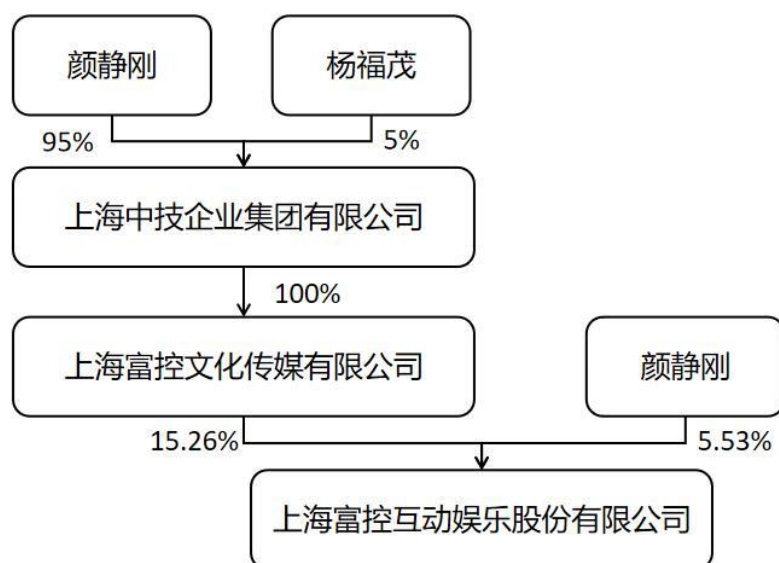 颜静刚
杨福茂
95%
5%
上海中技企业集团有限公司
100%
上海富控文化传媒有限公司
颜静刚
15.26%
5.53%
上海富控互动娱乐股份有限公司